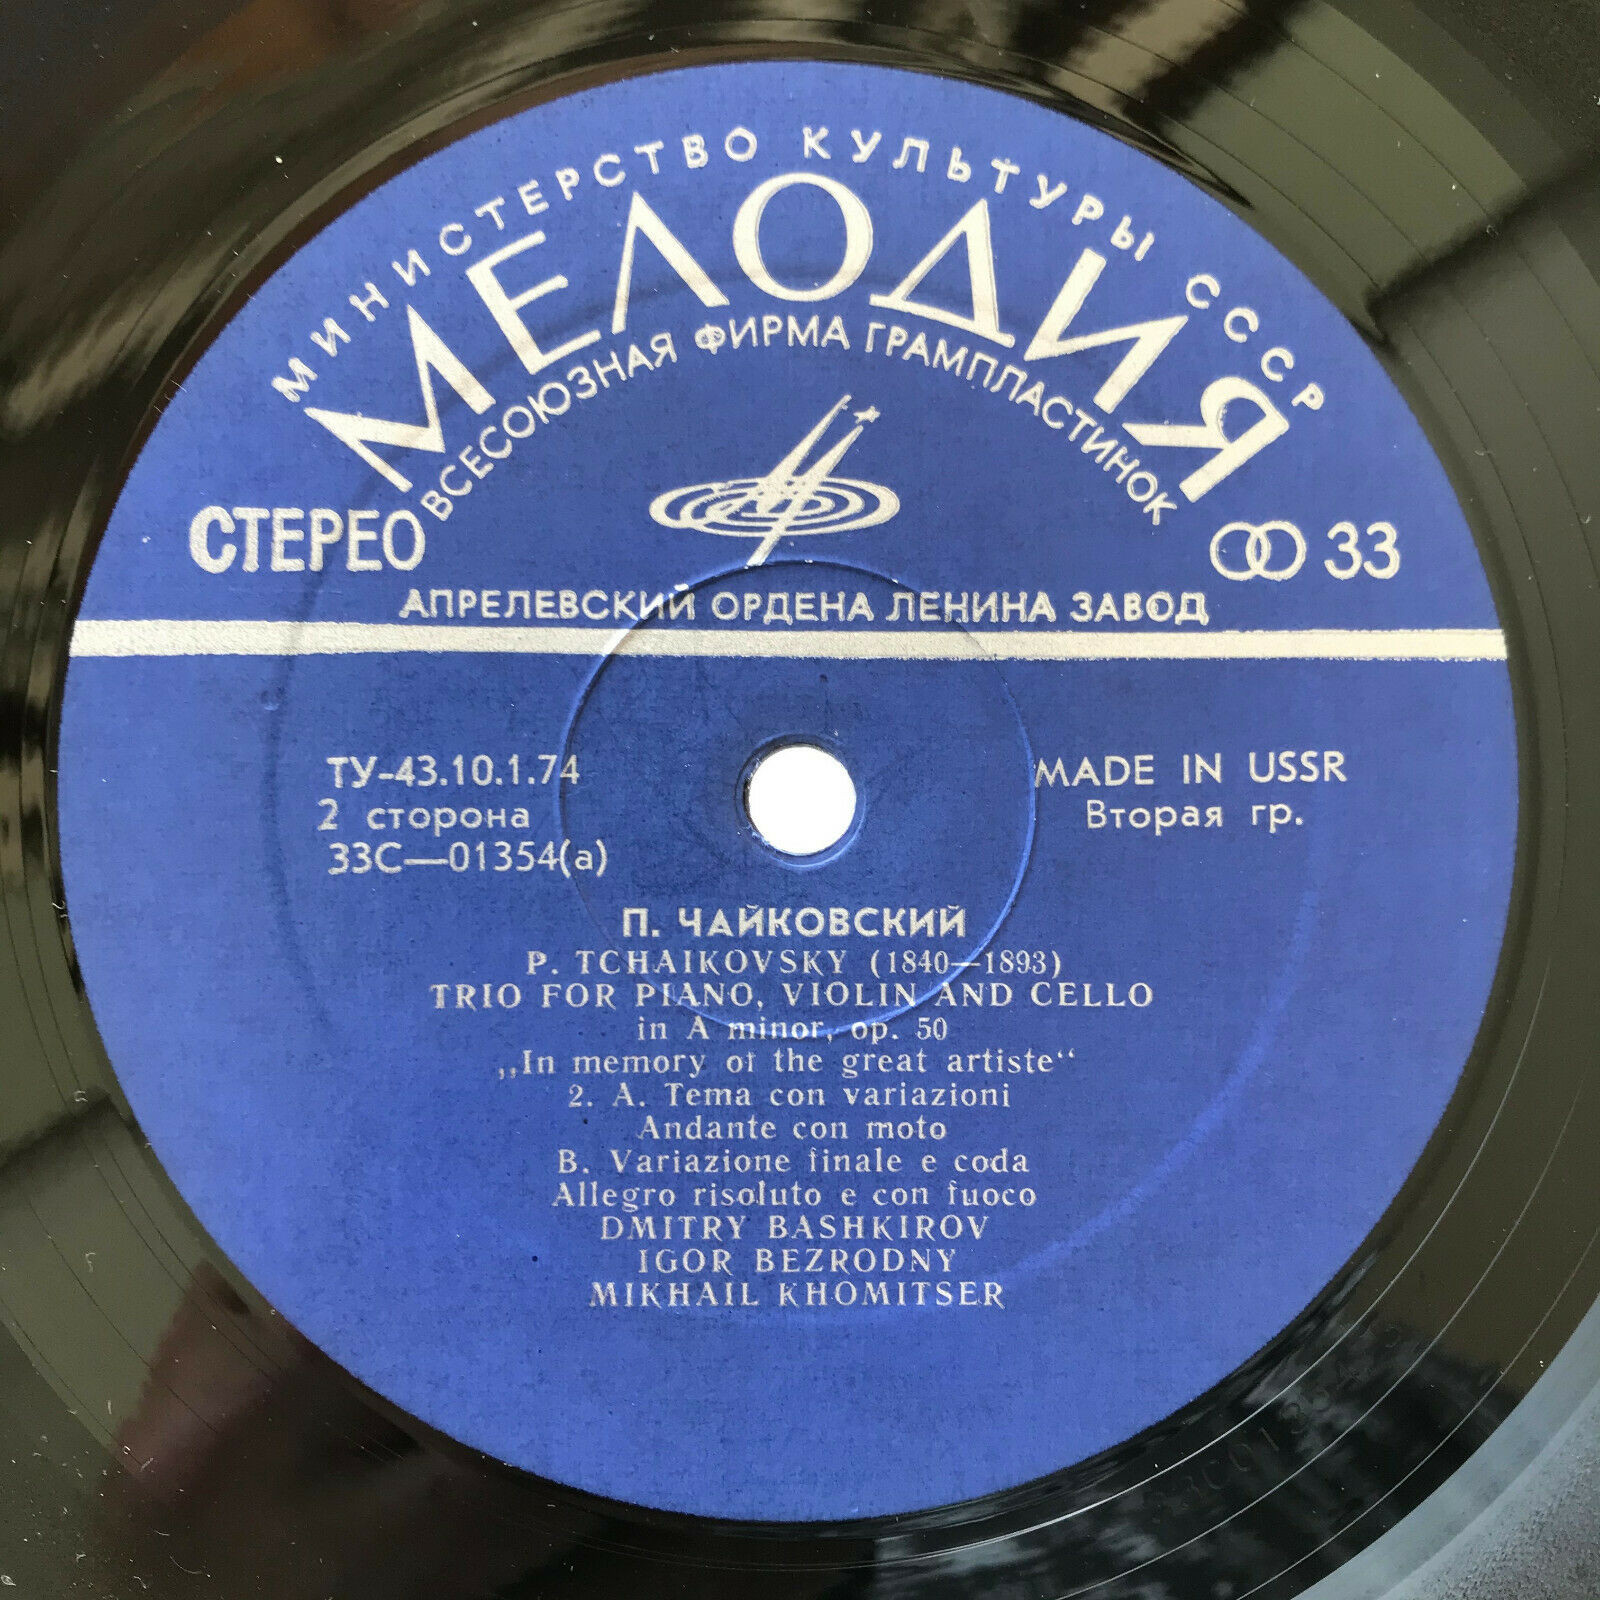 МИНИСТЕРСТВО КУЛЬТУРЫ СССР
МЕЛОДИЯ
ВСЕСОЮЗНАЯ ФИРМА ГРАМПЛАСТИНОК
СТЕРЕО
33
АПРЕЛЕВСКИЙ ОРДЕНА ЛЕНИНА ЗАВОД
ТУ-43.10.1.74
2 сторона
33С—01354(а)
MADE IN USSR
Вторая гр.
П. ЧАЙКОВСКИЙ
P. TCHAIKOVSKY (1840—1893)
TRIO FOR PIANO, VIOLIN AND CELLO
in A minor, op. 50
„In memory of the great artiste“
2. A. Tema con variazioni
Andante con moto
B. Variazione finale e coda
Allegro risoluto e con fuoco
DMITRY BASHKIROV
IGOR BEZRODNY
MIKHAIL KHOMITSER